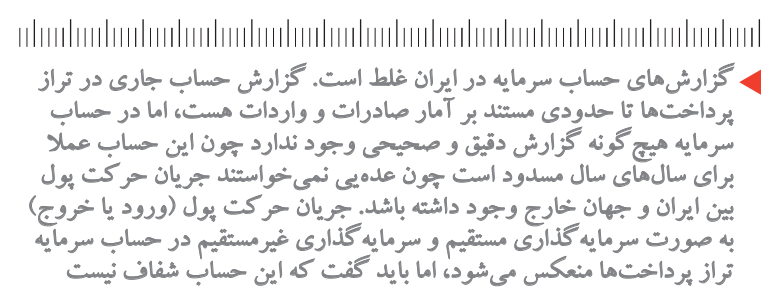 گزارش‌های حساب سرمایه در ایران غلط است. گزارش حساب جاری در تراز
پرداخت‌ها تا حدودی مستند بر آمار صادرات و واردات هست، اما در حساب
سرمایه هیچ‌گونه گزارش دقیق و صحیحی وجود ندارد چون این حساب عملا
برای سال‌های سال مسدود است چون عده‌یی نمی‌خواستند جریان حرکت پول
بین ایران و جهان خارج وجود داشته باشد. جریان حرکت پول (ورود یا خروج)
به صورت سرمایه‌گذاری مستقیم و سرمایه‌گذاری غیرمستقیم در حساب سرمایه
تراز پرداخت‌ها منعکس می‌شود، اما باید گفت که این حساب شفاف نیست